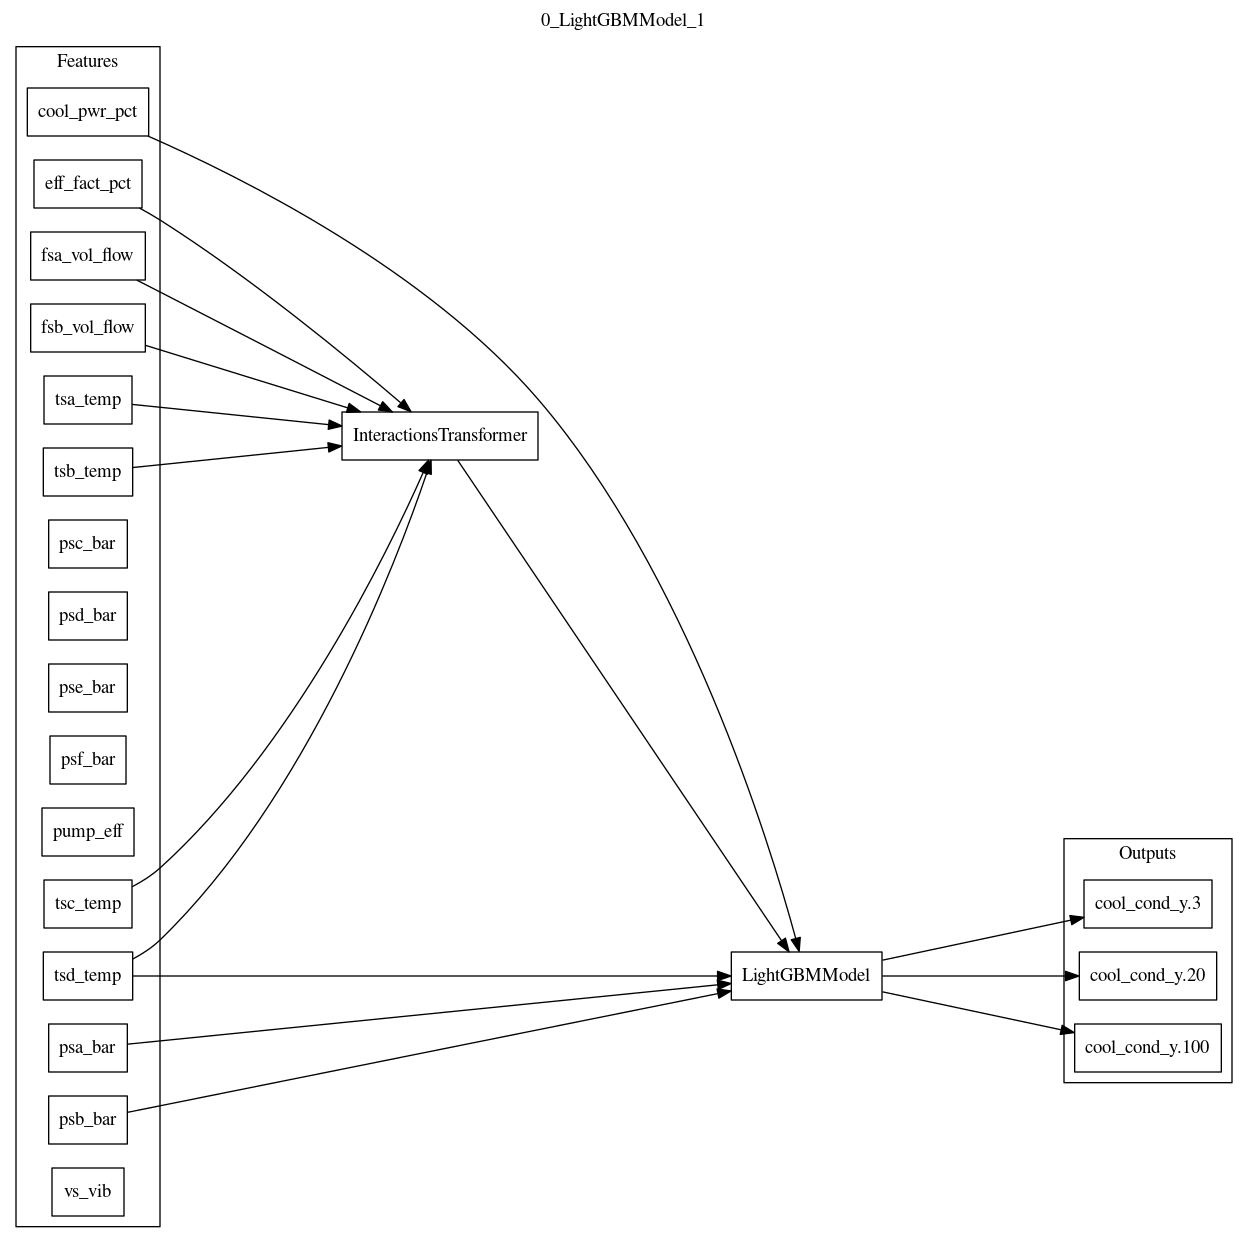 0_LightGBMModel_1
Features
cool_pwr_pct
eff_fact_pct
fsa_vol_flow
fsb_vol_flow
tsa_temp
tsb_temp
psc_bar
psd_bar
pse_bar
psf_bar
pump_eff
tsc_temp
tsd_temp
psa_bar
psb_bar
vs_vib
InteractionsTransformer
LightGBMModel
Outputs
cool_cond_y.3
cool_cond_y.20
cool_cond_y.100